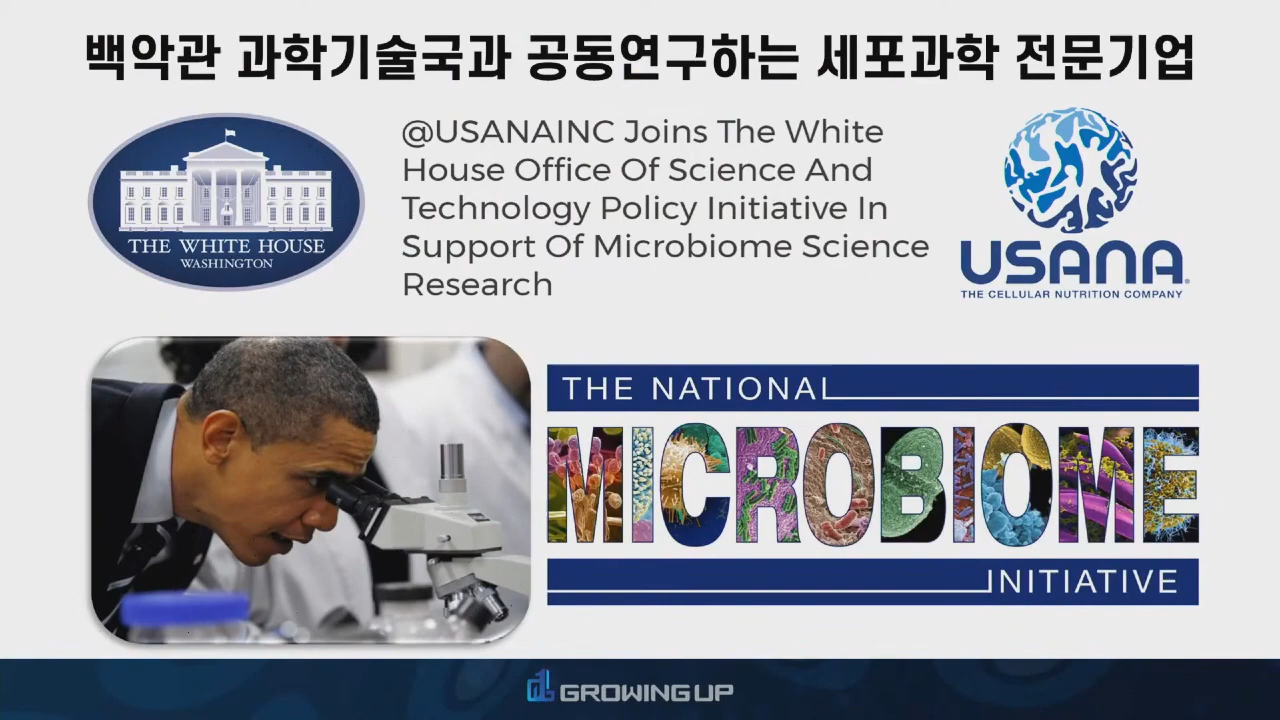 백악관 과학기술국과 공동연구하는 세포과학 전문기업
THE WHITE HOUSE
WASHINGTON
@USANAINC Joins The White
House Office Of Science And
Technology Policy Initiative In
Support Of Microbiome Science
Research
USANA
THE CELLULAR NUTRITION COMPANY
THE NATIONAL
MICROBIOME
INITIATIVE
GROWING UP